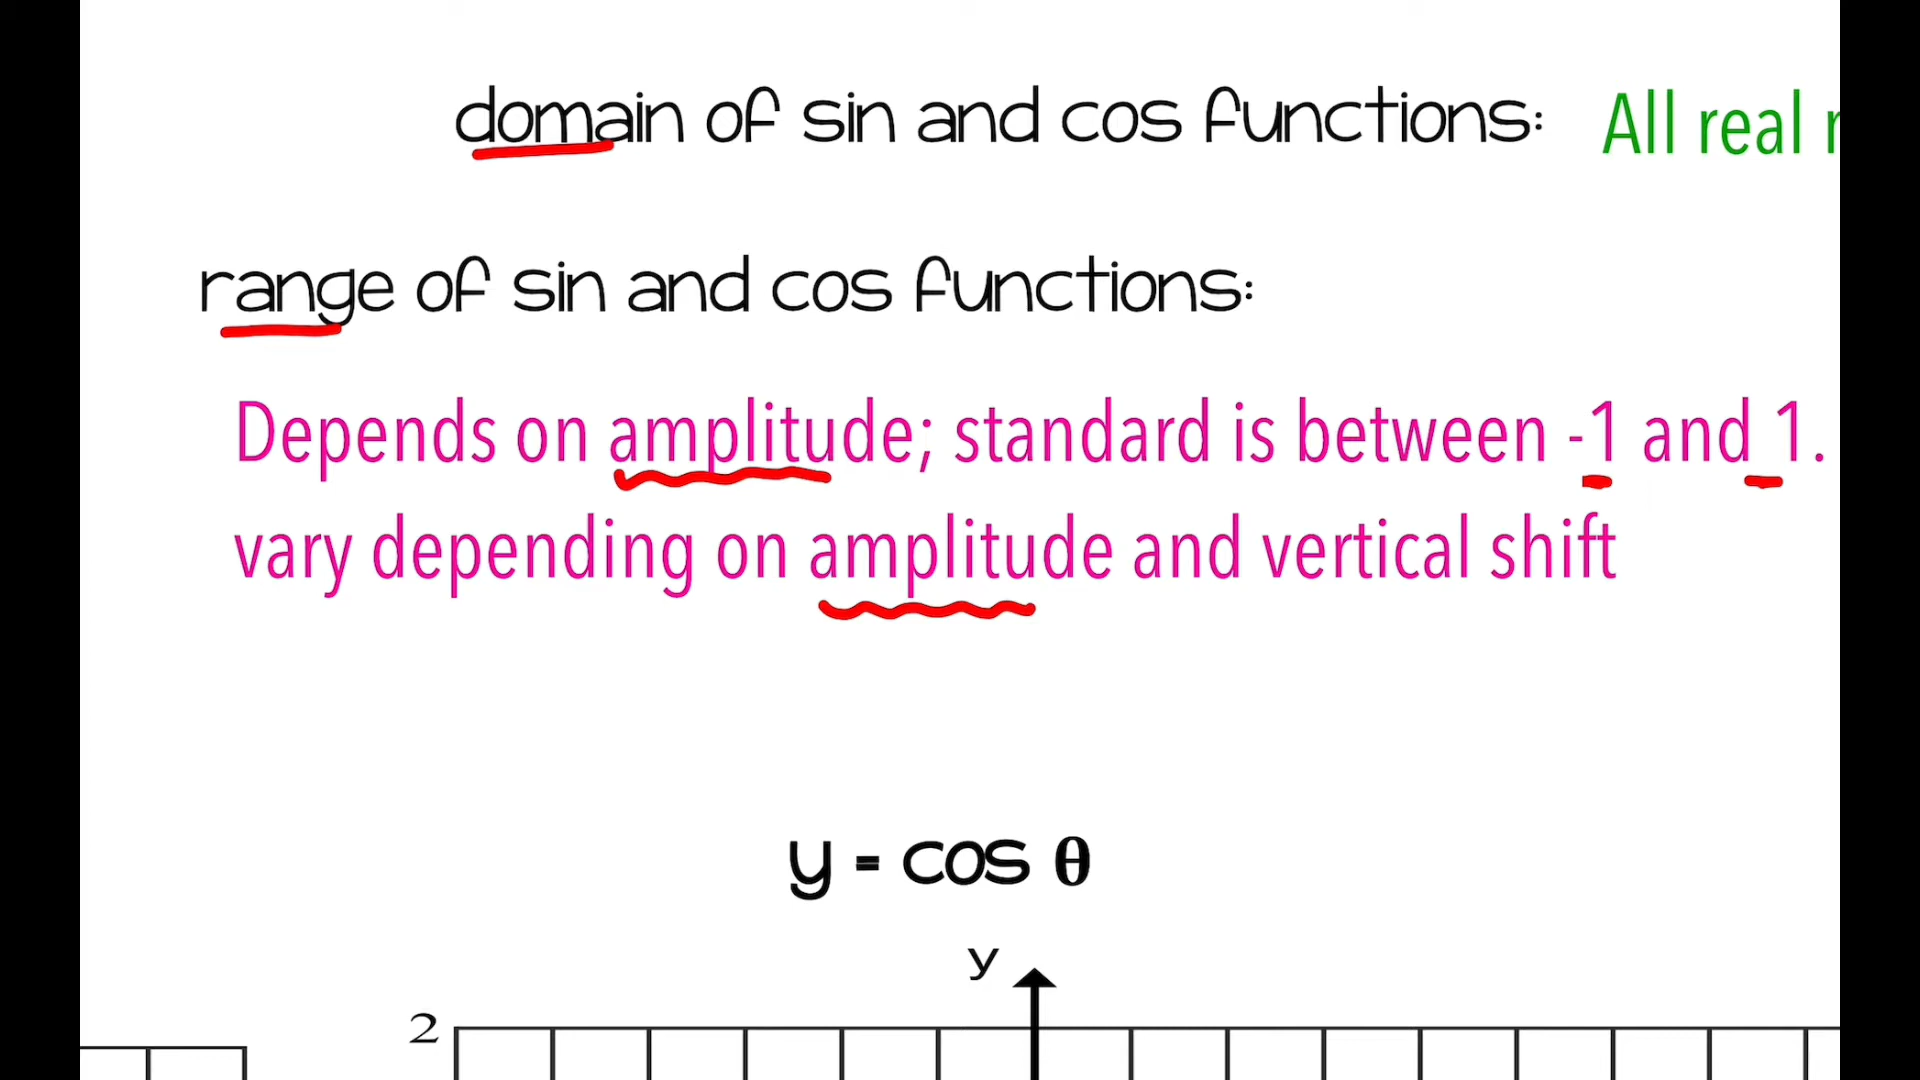 domain of sin and cos functions: All real
range of sin and cos functions:
Depends on amplitude; standard is between -1 and 1.
vary depending on amplitude and vertical shift
y = cos θ
y
2